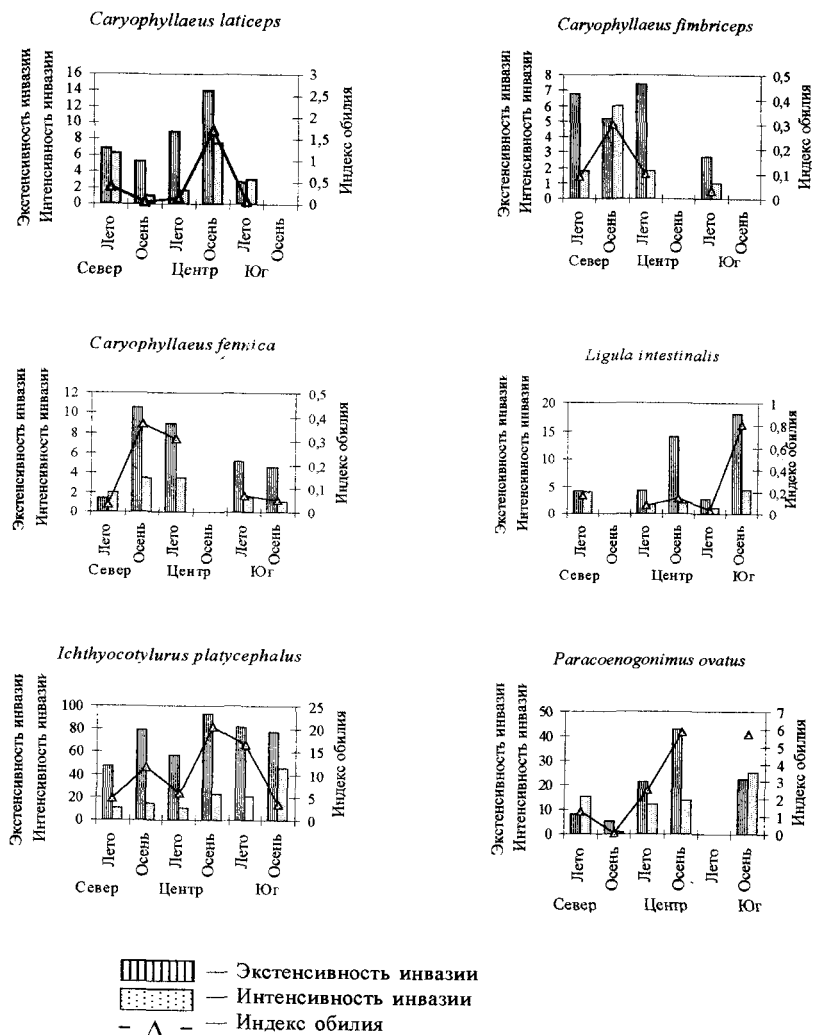 Caryophyllaeus laticeps
Экстенсивность инвазии
Интенсивность инвазии
16
14
12
10
8
6
4
2
0
3
2,5
2
1,5
1
0,5
0
Индекс обилия
Лето Осень Лето Осень Лето Осень
Север Центр Юг
Caryophyllaeus fimbriceps
Экстенсивность инвазии
Интенсивность инвазии
8
7
6
5
4
3
2
1
0
0,5
0,4
0,3
0,2
0,1
0
Индекс обилия
Лето Осень Лето Осень Лето Осень
Север Центр Юг
Caryophyllaeus fennica
Экстенсивность инвазии
Интенсивность инвазии
12
10
8
6
4
2
0
0,5
0,4
0,3
0,2
0,1
0
Индекс обилия
Лето Осень Лето Осень Лето Осень
Север Центр Юг
Ligula intestinalis
Экстенсивность инвазии
Интенсивность инвазии
20
15
10
5
0
1
0,8
0,6
0,4
0,2
0
Индекс обилия
Лето Осень Лето Осень Лето Осень
Север Центр Юг
Ichthyocotylurus platycephalus
Экстенсивность инвазии
Интенсивность инвазии
100
80
60
40
20
0
25
20
15
10
5
0
Индекс обилия
Лето Осень Лето Осень Лето Осень
Север Центр Юг
Paracoenogonimus ovatus
Экстенсивность инвазии
Интенсивность инвазии
50
40
30
20
10
0
7
6
5
4
3
2
1
0
Индекс обилия
Лето Осень Лето Осень Лето Осень
Север Центр Юг
— Экстенсивность инвазии
— Интенсивность инвазии
— Индекс обилия